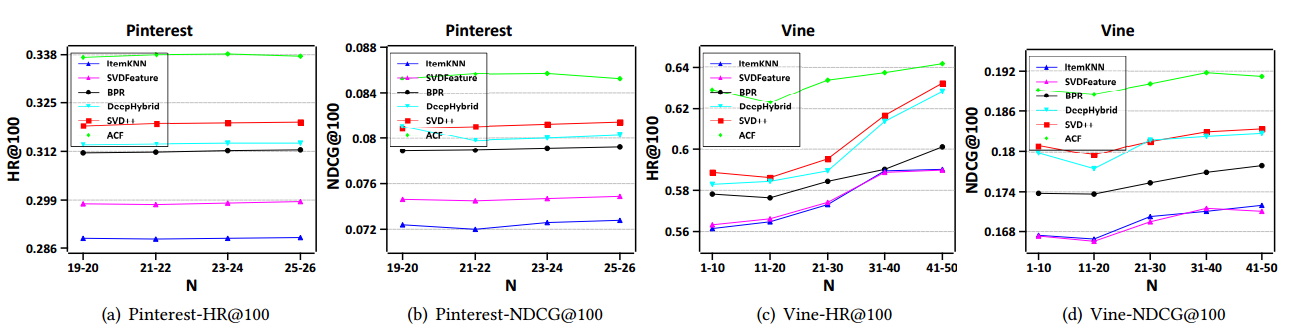 Pinterest
HR@100
0.338
0.325
0.312
0.299
0.286
ItemKNN
SVDFeature
BPR
DeepHybrid
SVD++
ACF
19-20 21-22 23-24 25-26
N
(a) Pinterest-HR@100
Pinterest
NDCG@100
0.088
0.084
0.08
0.076
0.072
ItemKNN
SVDFeature
BPR
DeepHybrid
SVD++
ACF
19-20 21-22 23-24 25-26
N
(b) Pinterest-NDCG@100
Vine
HR@100
0.64
0.62
0.6
0.58
0.56
ItemKNN
SVDFeature
BPR
DeepHybrid
SVD++
ACF
1-10 11-20 21-30 31-40 41-50
N
(c) Vine-HR@100
Vine
NDCG@100
0.192
0.186
0.18
0.174
0.168
ItemKNN
SVDFeature
BPR
DeepHybrid
SVD++
ACF
1-10 11-20 21-30 31-40 41-50
N
(d) Vine-NDCG@100